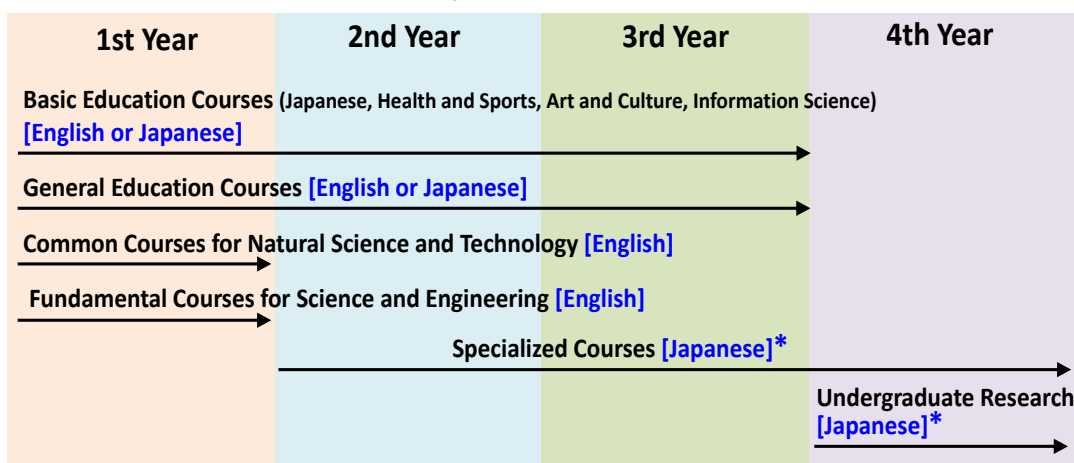 1st Year 2nd Year 3rd Year 4th Year
Basic Education Courses (Japanese, Health and Sports, Art and Culture, Information Science)
[English or Japanese]
General Education Courses [English or Japanese]
Common Courses for Natural Science and Technology [English]
Fundamental Courses for Science and Engineering [English]
Specialized Courses [Japanese]*
Undergraduate Research
[Japanese]*